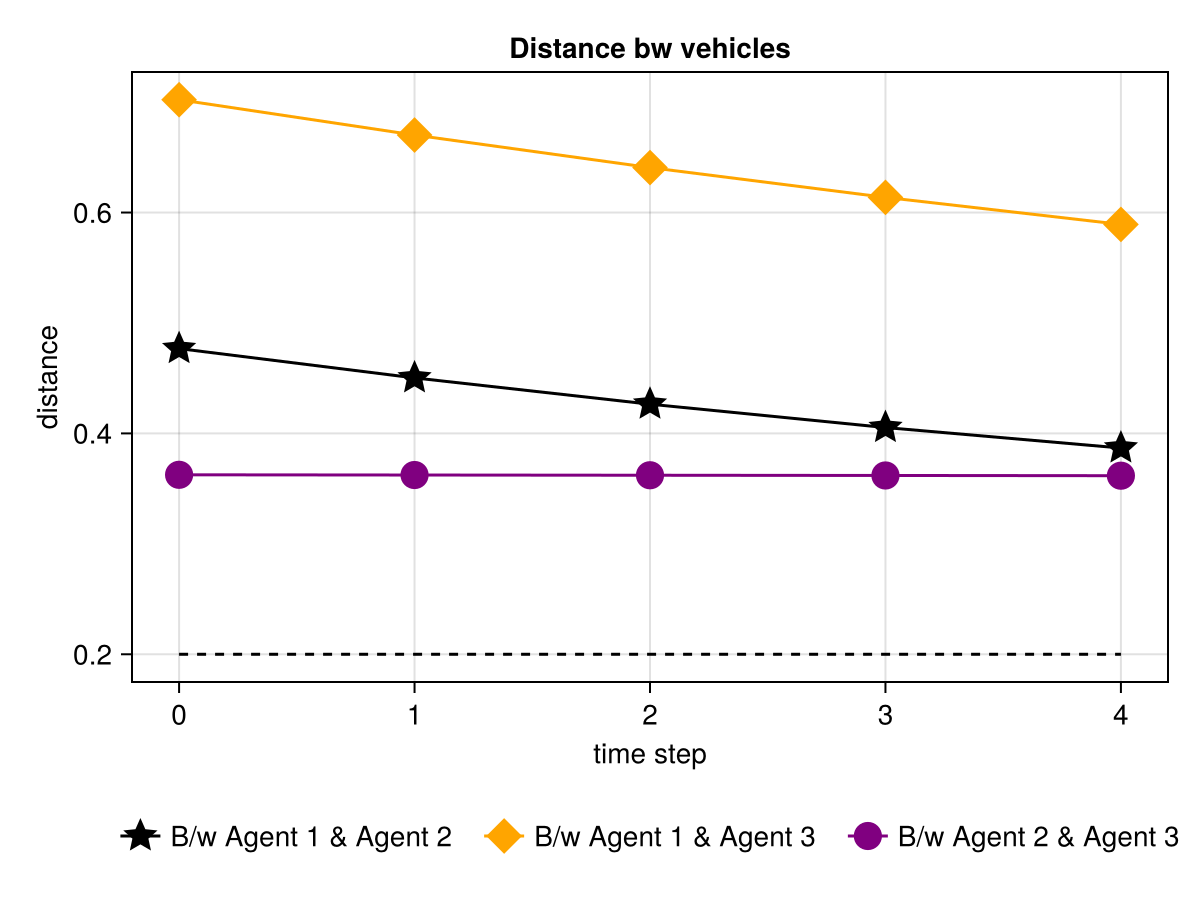 Distance bw vehicles
distance
0.6
0.4
0.2
0 1 2 3 4
time step
B/w Agent 1 & Agent 2 B/w Agent 1 & Agent 3 B/w Agent 2 & Agent 3